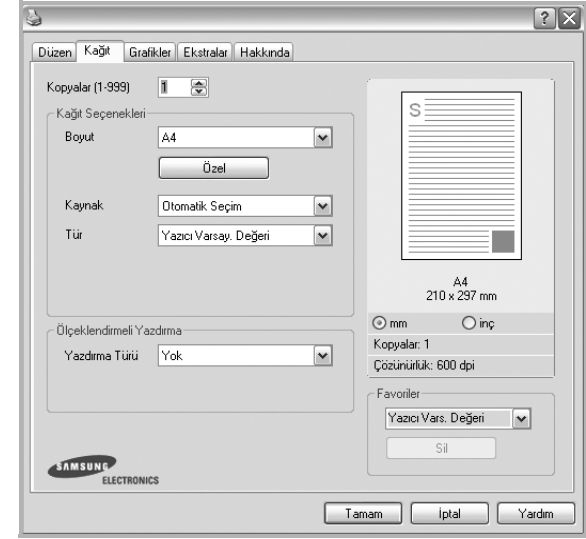 Düzen Kağıt Grafikler Ekstralar Hakkında
Kopyalar (1-999) 1
Kağıt Seçenekleri
Boyut A4
Özel
Kaynak Otomatik Seçim
Tür Yazıcı Varsay. Değeri
S
A4
210 x 297 mm
mm inç
Kopyalar: 1
Çözünürlük: 600 dpi
Ölçeklendirmeli Yazdırma
Yazdırma Türü Yok
Favoriler
Yazıcı Vars. Değeri
Sil
SAMSUNG
ELECTRONICS
Tamam İptal Yardım